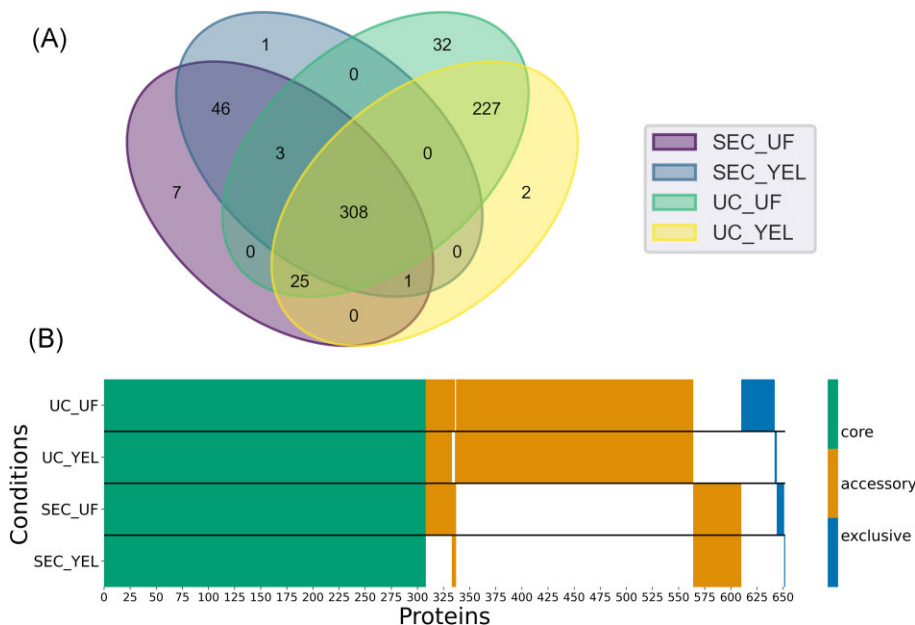 (A)
1
32
0
46
227
3
0
7
2
308
0
0
25
1
0
SEC_UF
SEC_YEL
UC_UF
UC_YEL
(B)
UC_UF
UC_YEL
SEC_UF
SEC_YEL
Conditions
0 25 50 75 100 125 150 175 200 225 250 275 300 325 350 375 400 425 450 475 500 525 550 575 600 625 650
Proteins
core
accessory
exclusive